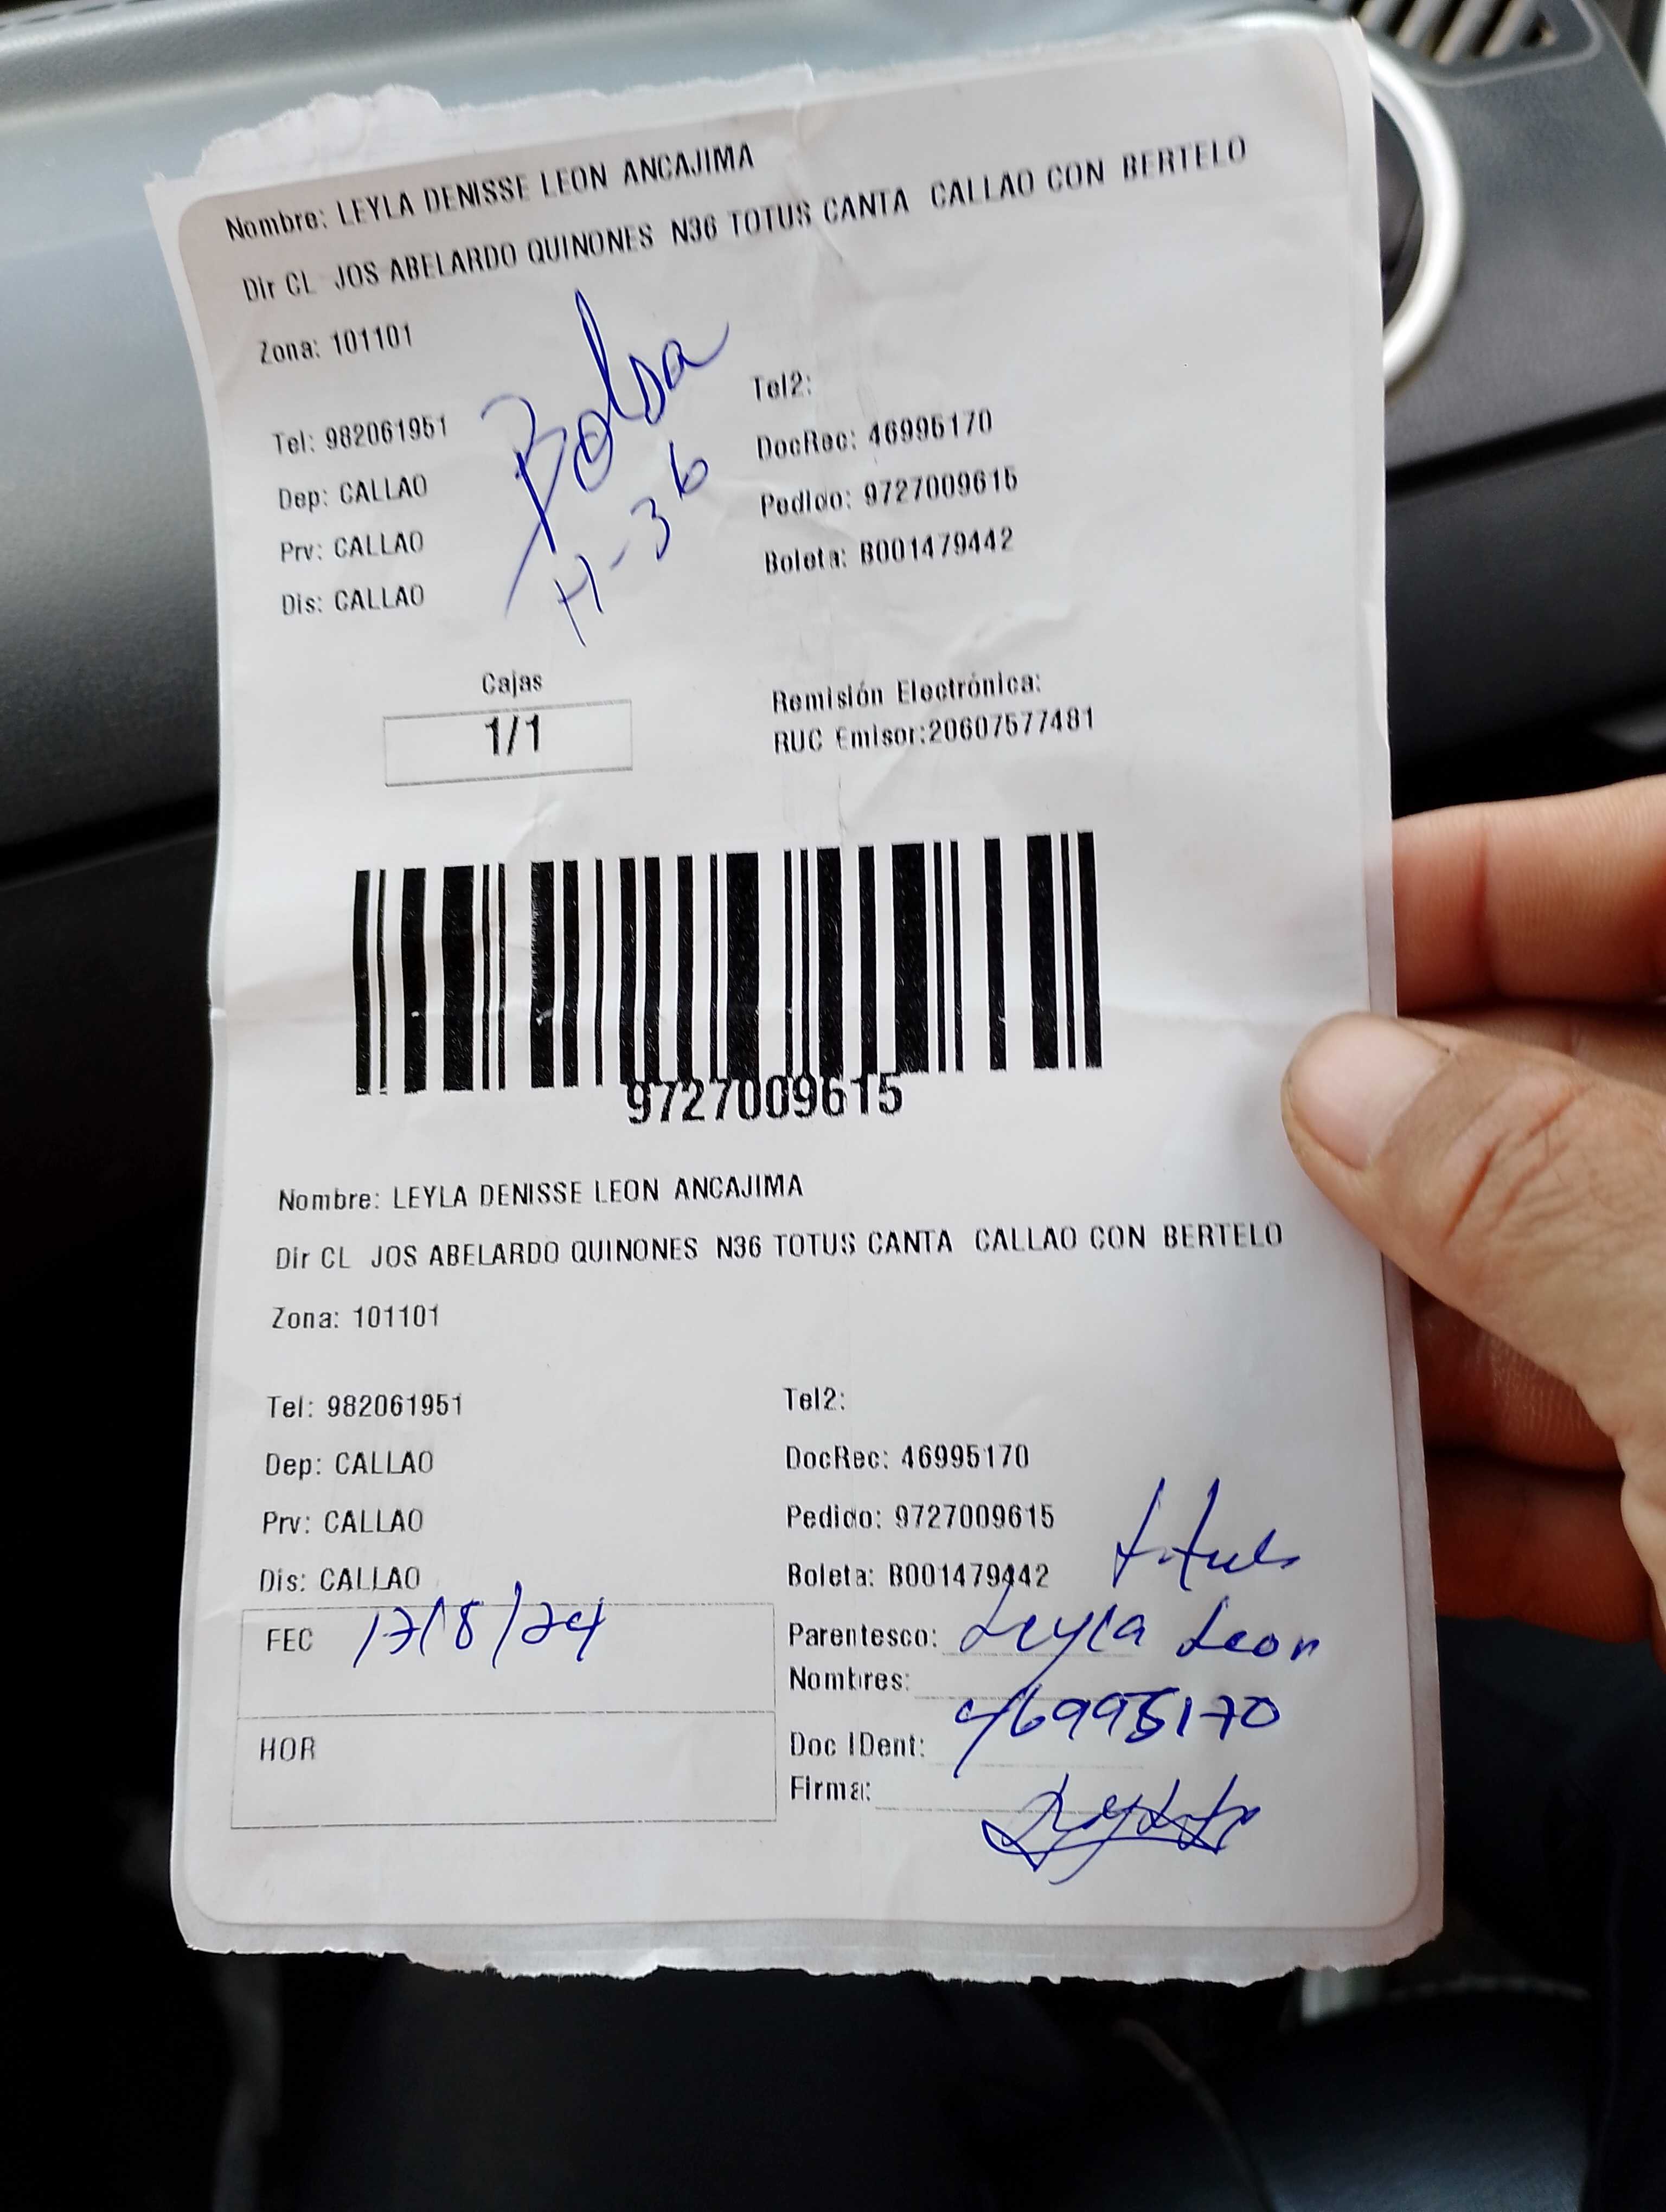 Nombre: LEYLA DENISSE LEON ANCAJIMA
Dir CL JOS ABELARDO QUINONES N36 TOTUS CANTA CALLAO CON BERTELO
Zona: 101101
Bolsa
H-36
Tel: 982061951
Tel2:
Dep: CALLAO
DocRec: 46995170
Prv: CALLAO
Pedido: 9727009615
Dis: CALLAO
Boleta: B001479442
Cajas
1/1
Remisión Electrónica:
RUC Emisor:20607577481
9727009615
Nombre: LEYLA DENISSE LEON ANCAJIMA
Dir CL JOS ABELARDO QUINONES N36 TOTUS CANTA CALLAO CON BERTELO
Zona: 101101
Tel: 982061951
Tel2:
Dep: CALLAO
DocRec: 46995170
Prv: CALLAO
Pedido: 9727009615
Dis: CALLAO
Boleta: B001479442
FEC 17/8/24
Parentesco:
Leyla Leon
Nombres:
46995170
HOR
Doc IDent:
Firma: